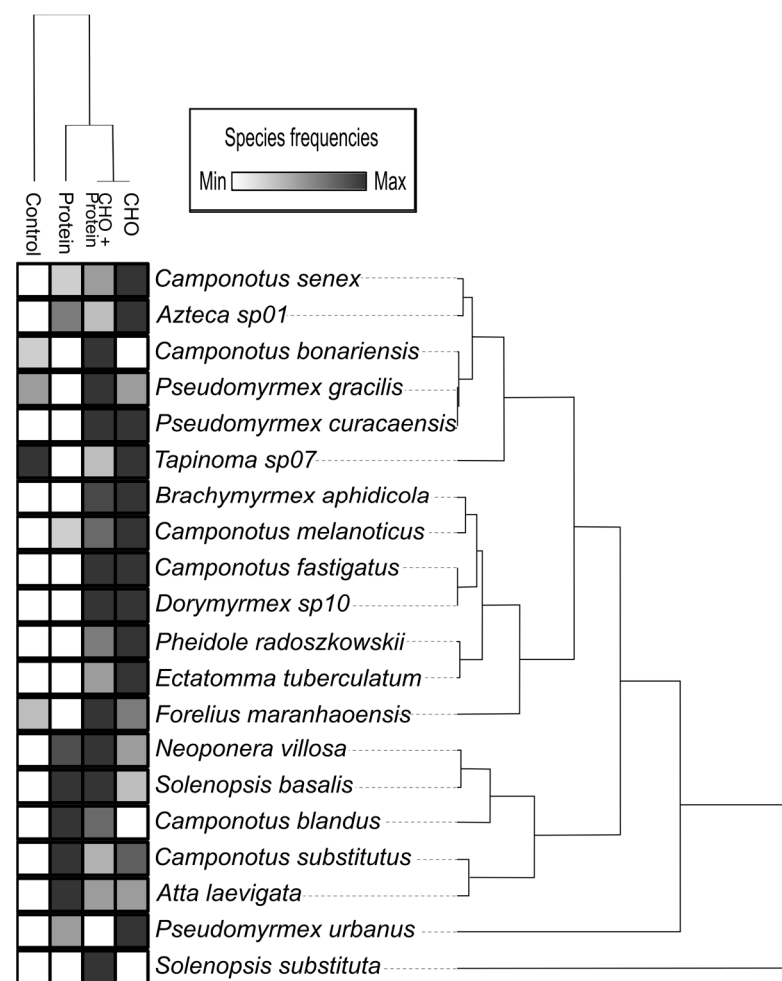 Species frequencies
Min Max
Control
Protein
CHO +
Protein
CHO
Camponotus senex
Azteca sp01
Camponotus bonariensis
Pseudomyrmex gracilis
Pseudomyrmex curacaensis
Tapinoma sp07
Brachymyrmex aphidicola
Camponotus melanoticus
Camponotus fastigatus
Dorymyrmex sp10
Pheidole radoszkowskii
Ectatomma tuberculatum
Forelius maranhaoensis
Neoponera villosa
Solenopsis basalis
Camponotus blandus
Camponotus substitutus
Atta laevigata
Pseudomyrmex urbanus
Solenopsis substituta